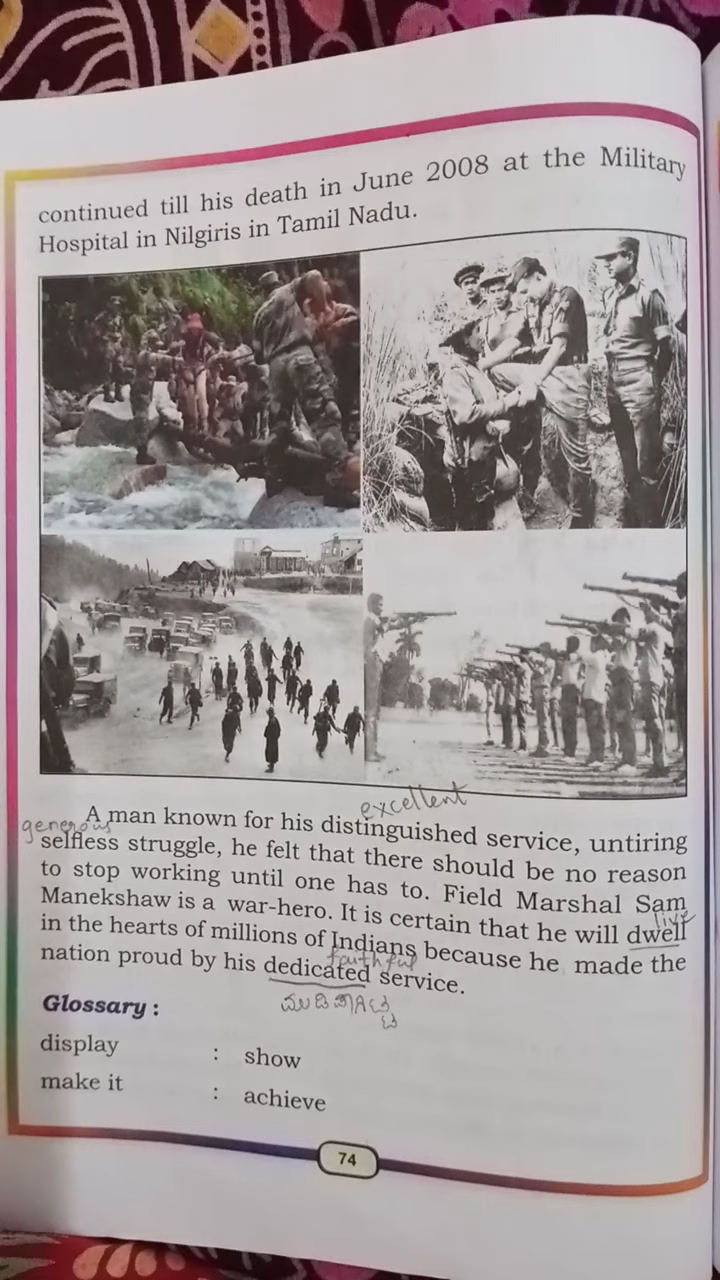 continued till his death in June 2008 at the Military
Hospital in Nilgiris in Tamil Nadu.
excellent
A man known for his distinguished service, untiring
generous
selfless struggle, he felt that there should be no reason
to stop working until one has to. Field Marshal Sam
live
Manekshaw is a war-hero. It is certain that he will dwell
in the hearts of millions of Indians because he made the
faithful
nation proud by his dedicated service.
Glossary :
display : show
make it : achieve
74